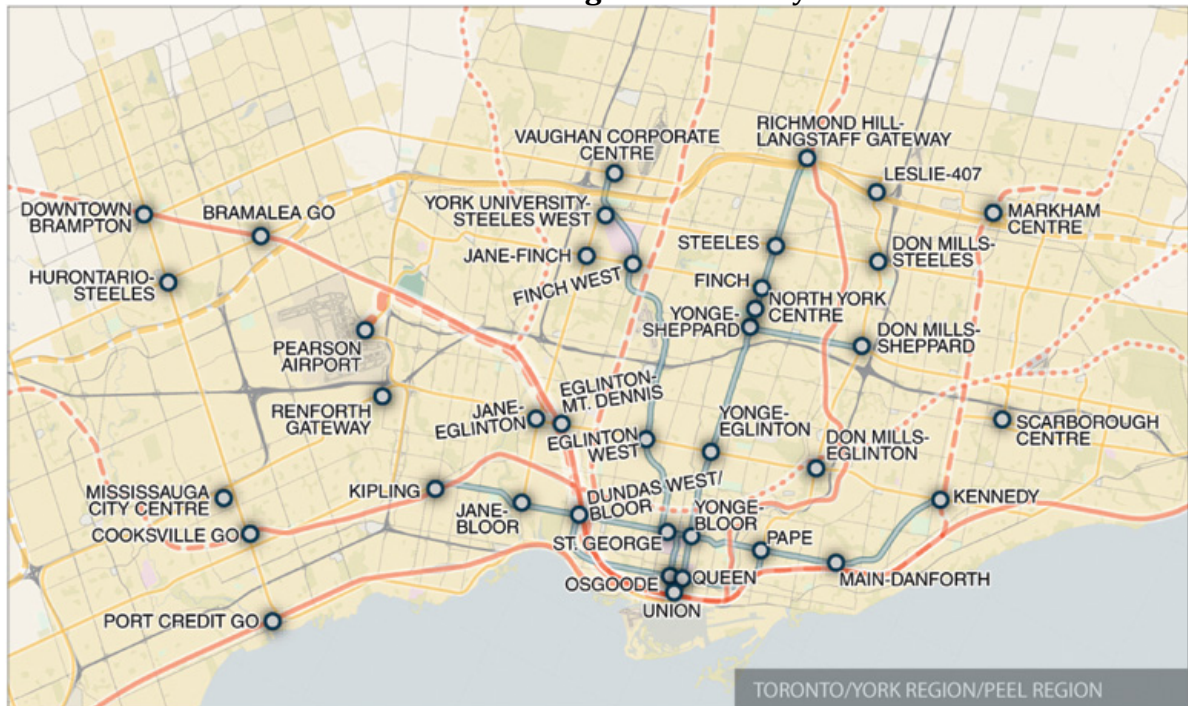 VAUGHAN CORPORATE
CENTRE
RICHMOND HILL-
LANGSTAFF GATEWAY
LESLIE-407
DOWNTOWN
BRAMPTON
BRAMALEA GO
YORK UNIVERSITY-
STEELES WEST
MARKHAM
CENTRE
STEELES
DON MILLS-
STEELES
JANE-FINCH
HURONTARIO-
STEELES
FINCH WEST
FINCH
NORTH YORK
CENTRE
YONGE-
SHEPPARD
DON MILLS-
SHEPPARD
PEARSON
AIRPORT
EGLINTON-
MT. DENNIS
RENFORTH
GATEWAY
JANE-
EGLINTON
EGLINTON
WEST
YONGE-
EGLINTON
DON MILLS-
EGLINTON
SCARBOROUGH
CENTRE
MISSISSAUGA
CITY CENTRE
KIPLING
DUNDAS WEST/
BLOOR
KENNEDY
COOKSVILLE GO
JANE-
BLOOR
YONGE-
BLOOR
ST. GEORGE
PAPE
OSGOODE
QUEEN
MAIN-DANFORTH
UNION
PORT CREDIT GO
TORONTO/YORK REGION/PEEL REGION